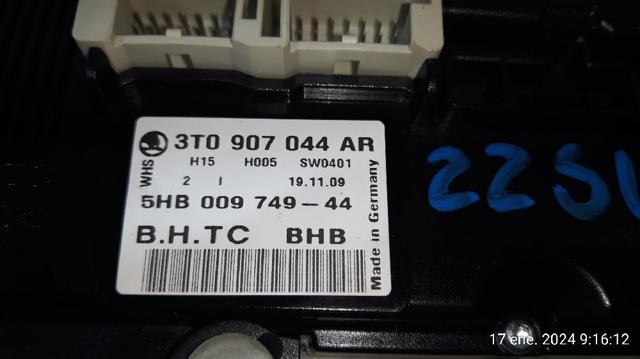 3T0 907 044 AR
WHS
H15 H005 SW0401
2 I 19.11.09
5HB 009 749-44
B.H.TC BHB
Made in Germany
17 ene. 2024 9:16:12